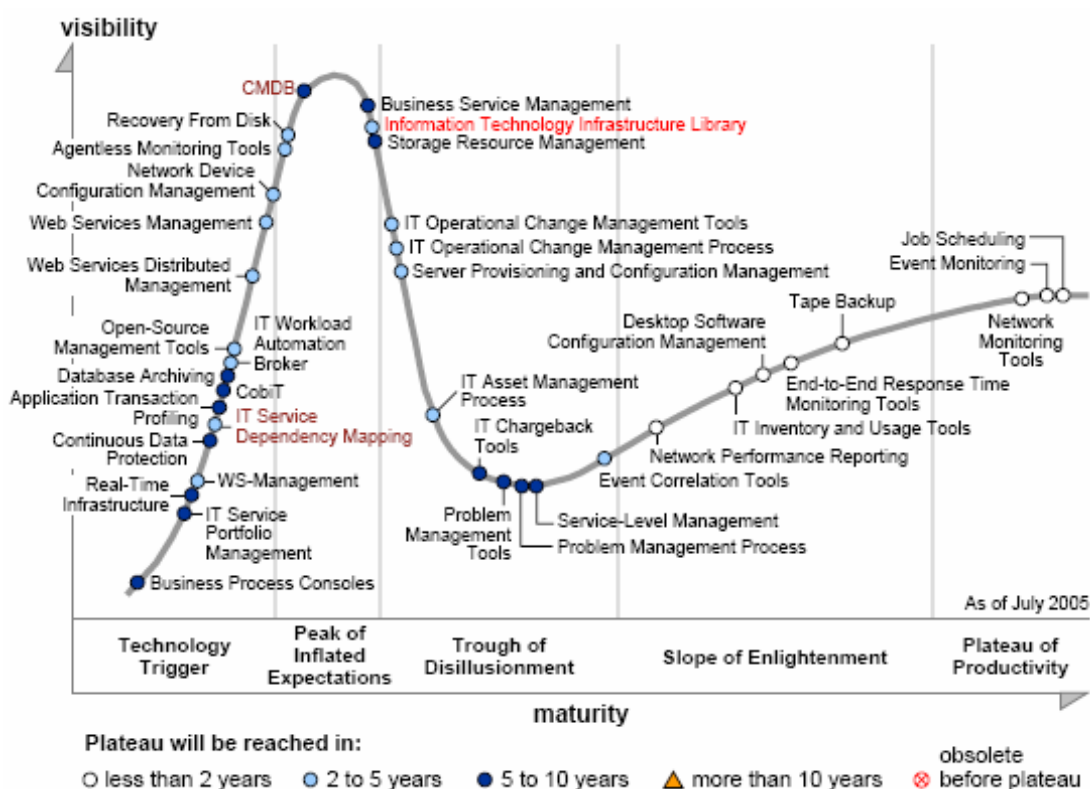 visibility
CMDB
Recovery From Disk
Agentless Monitoring Tools
Network Device
Configuration Management
Web Services Management
Web Services Distributed
Management
Open-Source
Management Tools
IT Workload
Automation
Broker
Database Archiving
CobiT
Application Transaction
Profiling
IT Service
Dependency Mapping
Continuous Data
Protection
WS-Management
Real-Time
Infrastructure
IT Service
Portfolio
Management
Business Process Consoles
Business Service Management
Information Technology Infrastructure Library
Storage Resource Management
IT Operational Change Management Tools
IT Operational Change Management Process
Server Provisioning and Configuration Management
IT Asset Management
Process
IT Chargeback
Tools
Problem
Management
Tools
Problem Management Process
Service-Level Management
Event Correlation Tools
Network Performance Reporting
IT Inventory and Usage Tools
Desktop Software
Configuration Management
End-to-End Response Time
Monitoring Tools
Tape Backup
Job Scheduling
Event Monitoring
Network
Monitoring
Tools
As of July 2005
Technology
Trigger
Peak of
Inflated
Expectations
Trough of
Disillusionment
Slope of Enlightenment
Plateau of
Productivity
maturity
Plateau will be reached in:
less than 2 years
2 to 5 years
5 to 10 years
more than 10 years
obsolete
before plateau